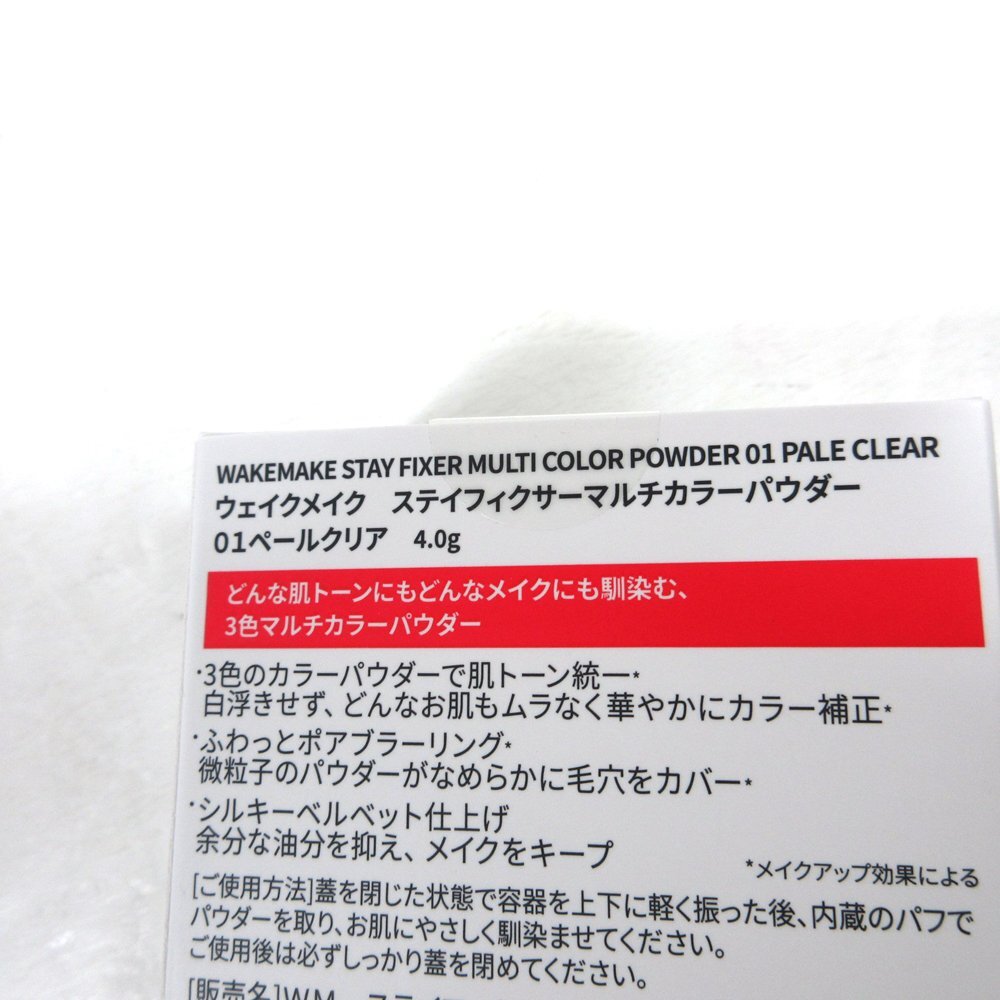 WAKEMAKE STAY FIXER MULTI COLOR POWDER 01 PALE CLEAR
ウェイクメイク　ステイフィクサーマルチカラーパウダー
01ペールクリア　4.0g
どんな肌トーンにもどんなメイクにも馴染む、
3色マルチカラーパウダー
･3色のカラーパウダーで肌トーン統一*
白浮きせず、どんなお肌もムラなく華やかにカラー補正*
･ふわっとポアブラーリング*
微粒子のパウダーがなめらかに毛穴をカバー*
･シルキーベルベット仕上げ
余分な油分を抑え、メイクをキープ
*メイクアップ効果による
[ご使用方法]蓋を閉じた状態で容器を上下に軽く振った後、内蔵のパフで
パウダーを取り、お肌にやさしく馴染ませてください。
ご使用後は必ずしっかり蓋を閉めてください。
[販売名]WM　ステイ